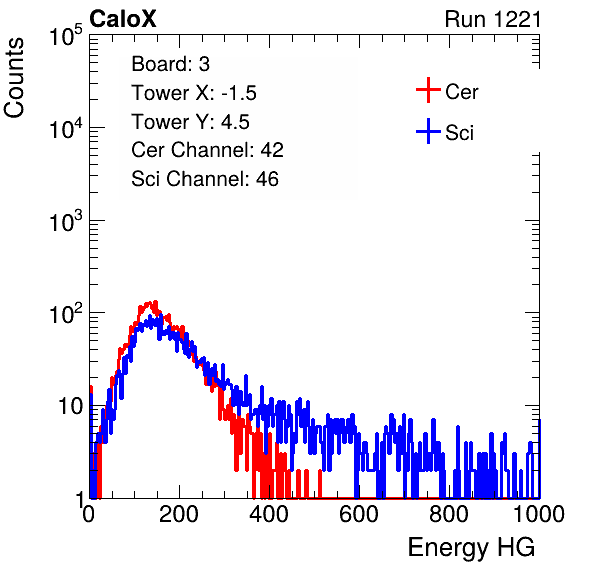 CaloX Run 1221
Counts
10^5
10^4
10^3
10^2
10
1
Board: 3
Tower X: -1.5
Tower Y: 4.5
Cer Channel: 42
Sci Channel: 46
Cer
Sci
0 200 400 600 800 1000
Energy HG